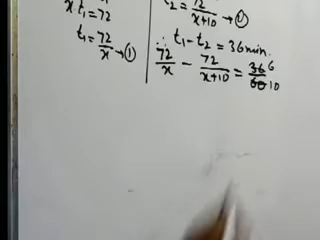 x t₁ = 72
t₁ = 72/x → ①
t₂ = 72/(x+10) → ②
∴ t₁ - t₂ = 36 min.
72/x - 72/(x+10) = 36 6/60 10